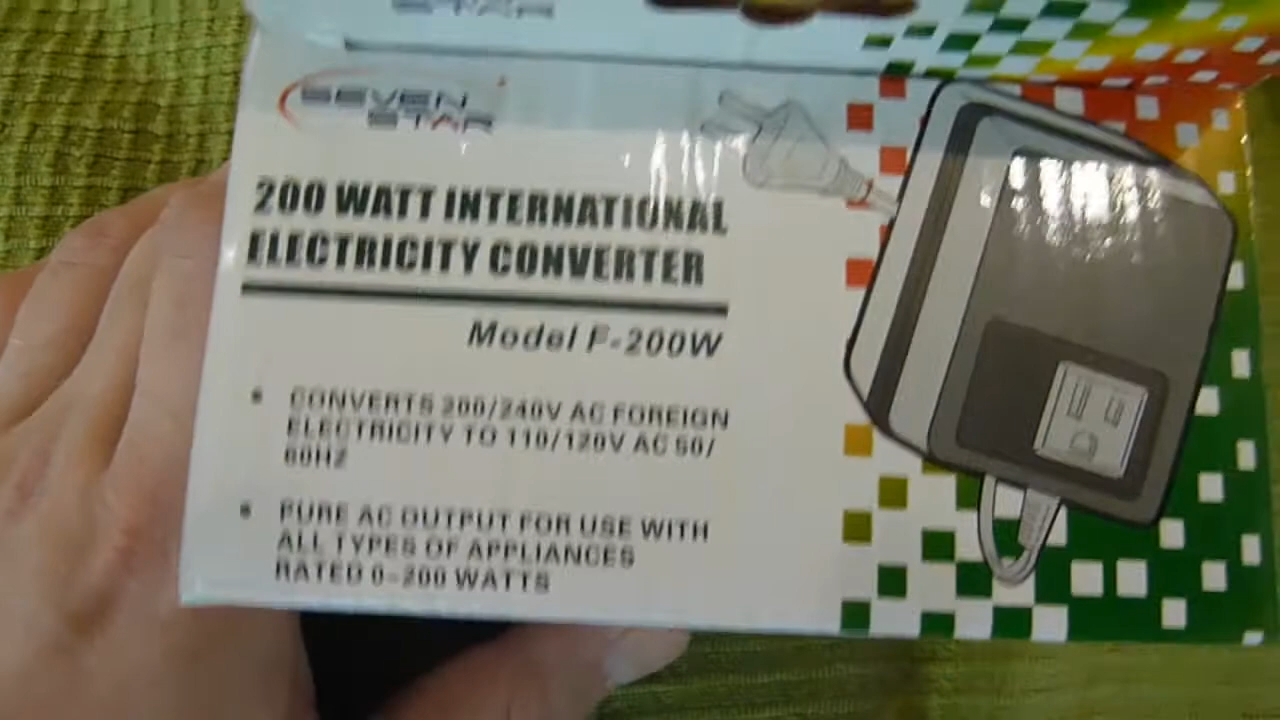 STAR
SEVEN
STAR
200 WATT INTERNATIONAL
ELECTRICITY CONVERTER
Model F-200W
CONVERTS 200/240V AC FOREIGN
ELECTRICITY TO 110/120V AC 50/
60HZ
PURE AC OUTPUT FOR USE WITH
ALL TYPES OF APPLIANCES
RATED 0-200 WATTS